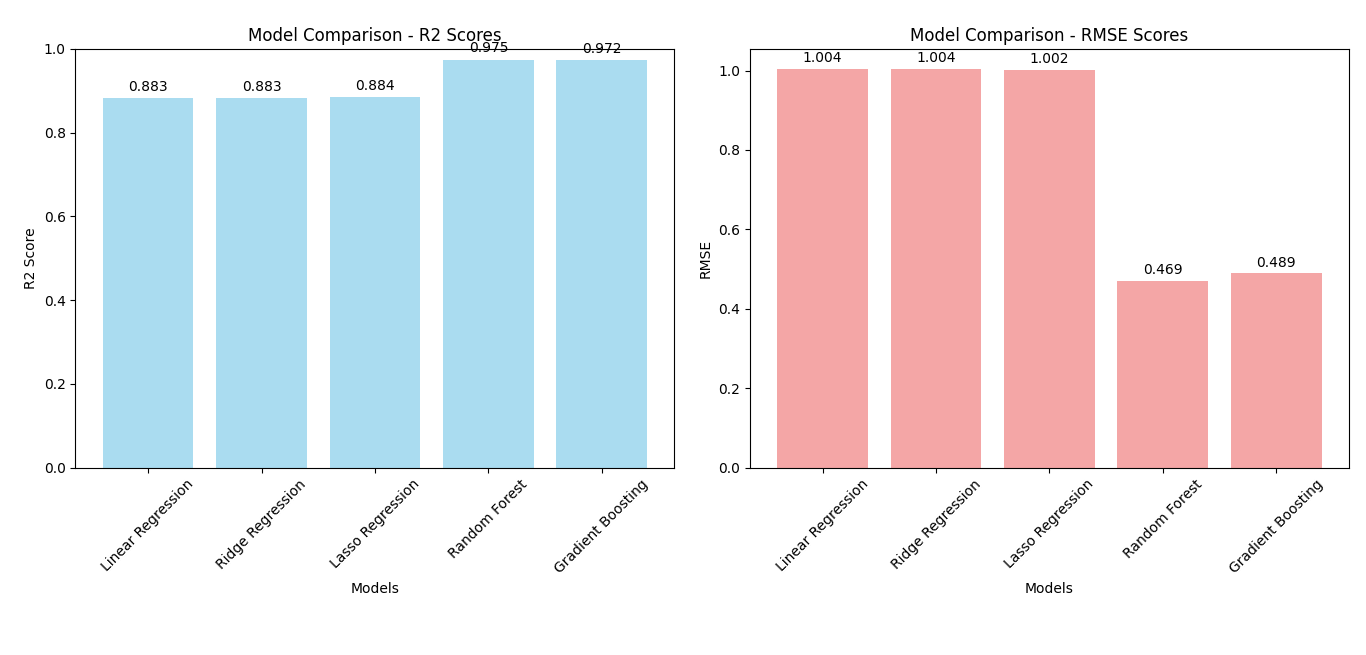 Model Comparison - R2 Scores
1.0
0.8
0.6
0.4
0.2
0.0
R2 Score
0.883
0.883
0.884
0.975
0.972
Linear Regression
Ridge Regression
Lasso Regression
Random Forest
Gradient Boosting
Models
Model Comparison - RMSE Scores
1.0
0.8
0.6
0.4
0.2
0.0
RMSE
1.004
1.004
1.002
0.469
0.489
Linear Regression
Ridge Regression
Lasso Regression
Random Forest
Gradient Boosting
Models